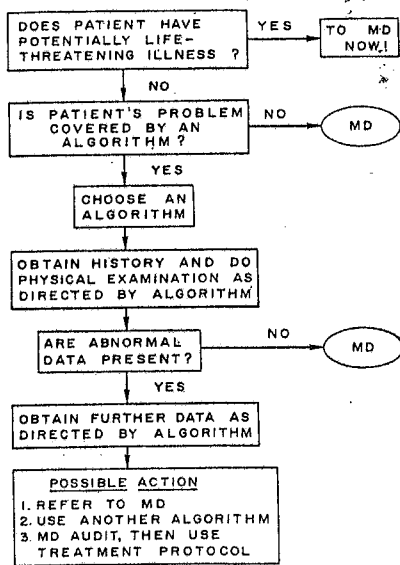 DOES PATIENT HAVE
POTENTIALLY LIFE-
THREATENING ILLNESS ?
YES
TO MD
NOW!
NO
IS PATIENT'S PROBLEM
COVERED BY AN
ALGORITHM?
NO
MD
YES
CHOOSE AN
ALGORITHM
OBTAIN HISTORY AND DO
PHYSICAL EXAMINATION AS
DIRECTED BY ALGORITHM
ARE ABNORMAL
DATA PRESENT?
NO
MD
YES
OBTAIN FURTHER DATA AS
DIRECTED BY ALGORITHM
POSSIBLE ACTION
1. REFER TO MD
2. USE ANOTHER ALGORITHM
3. MD AUDIT, THEN USE
TREATMENT PROTOCOL